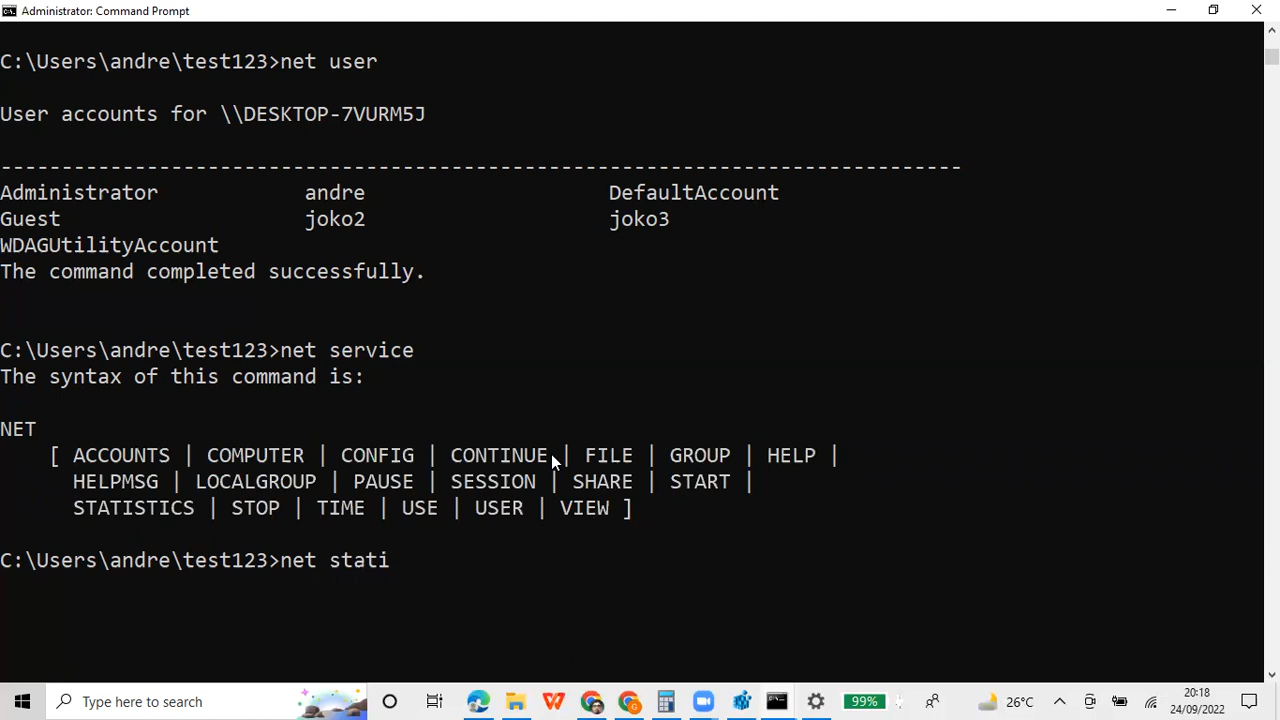 Administrator: Command Prompt
C:\Users\andre\test123>net user
User accounts for \\DESKTOP-7VURM5J
-------------------------------------------------------------------------------
Administrator            andre                    DefaultAccount
Guest                    joko2                    joko3
WDAGUtilityAccount
The command completed successfully.
C:\Users\andre\test123>net service
The syntax of this command is:
NET
    [ ACCOUNTS | COMPUTER | CONFIG | CONTINUE | FILE | GROUP | HELP |
      HELPMSG | LOCALGROUP | PAUSE | SESSION | SHARE | START |
      STATISTICS | STOP | TIME | USE | USER | VIEW ]
C:\Users\andre\test123>net stati
Type here to search
99%
26°C
20:18
24/09/2022